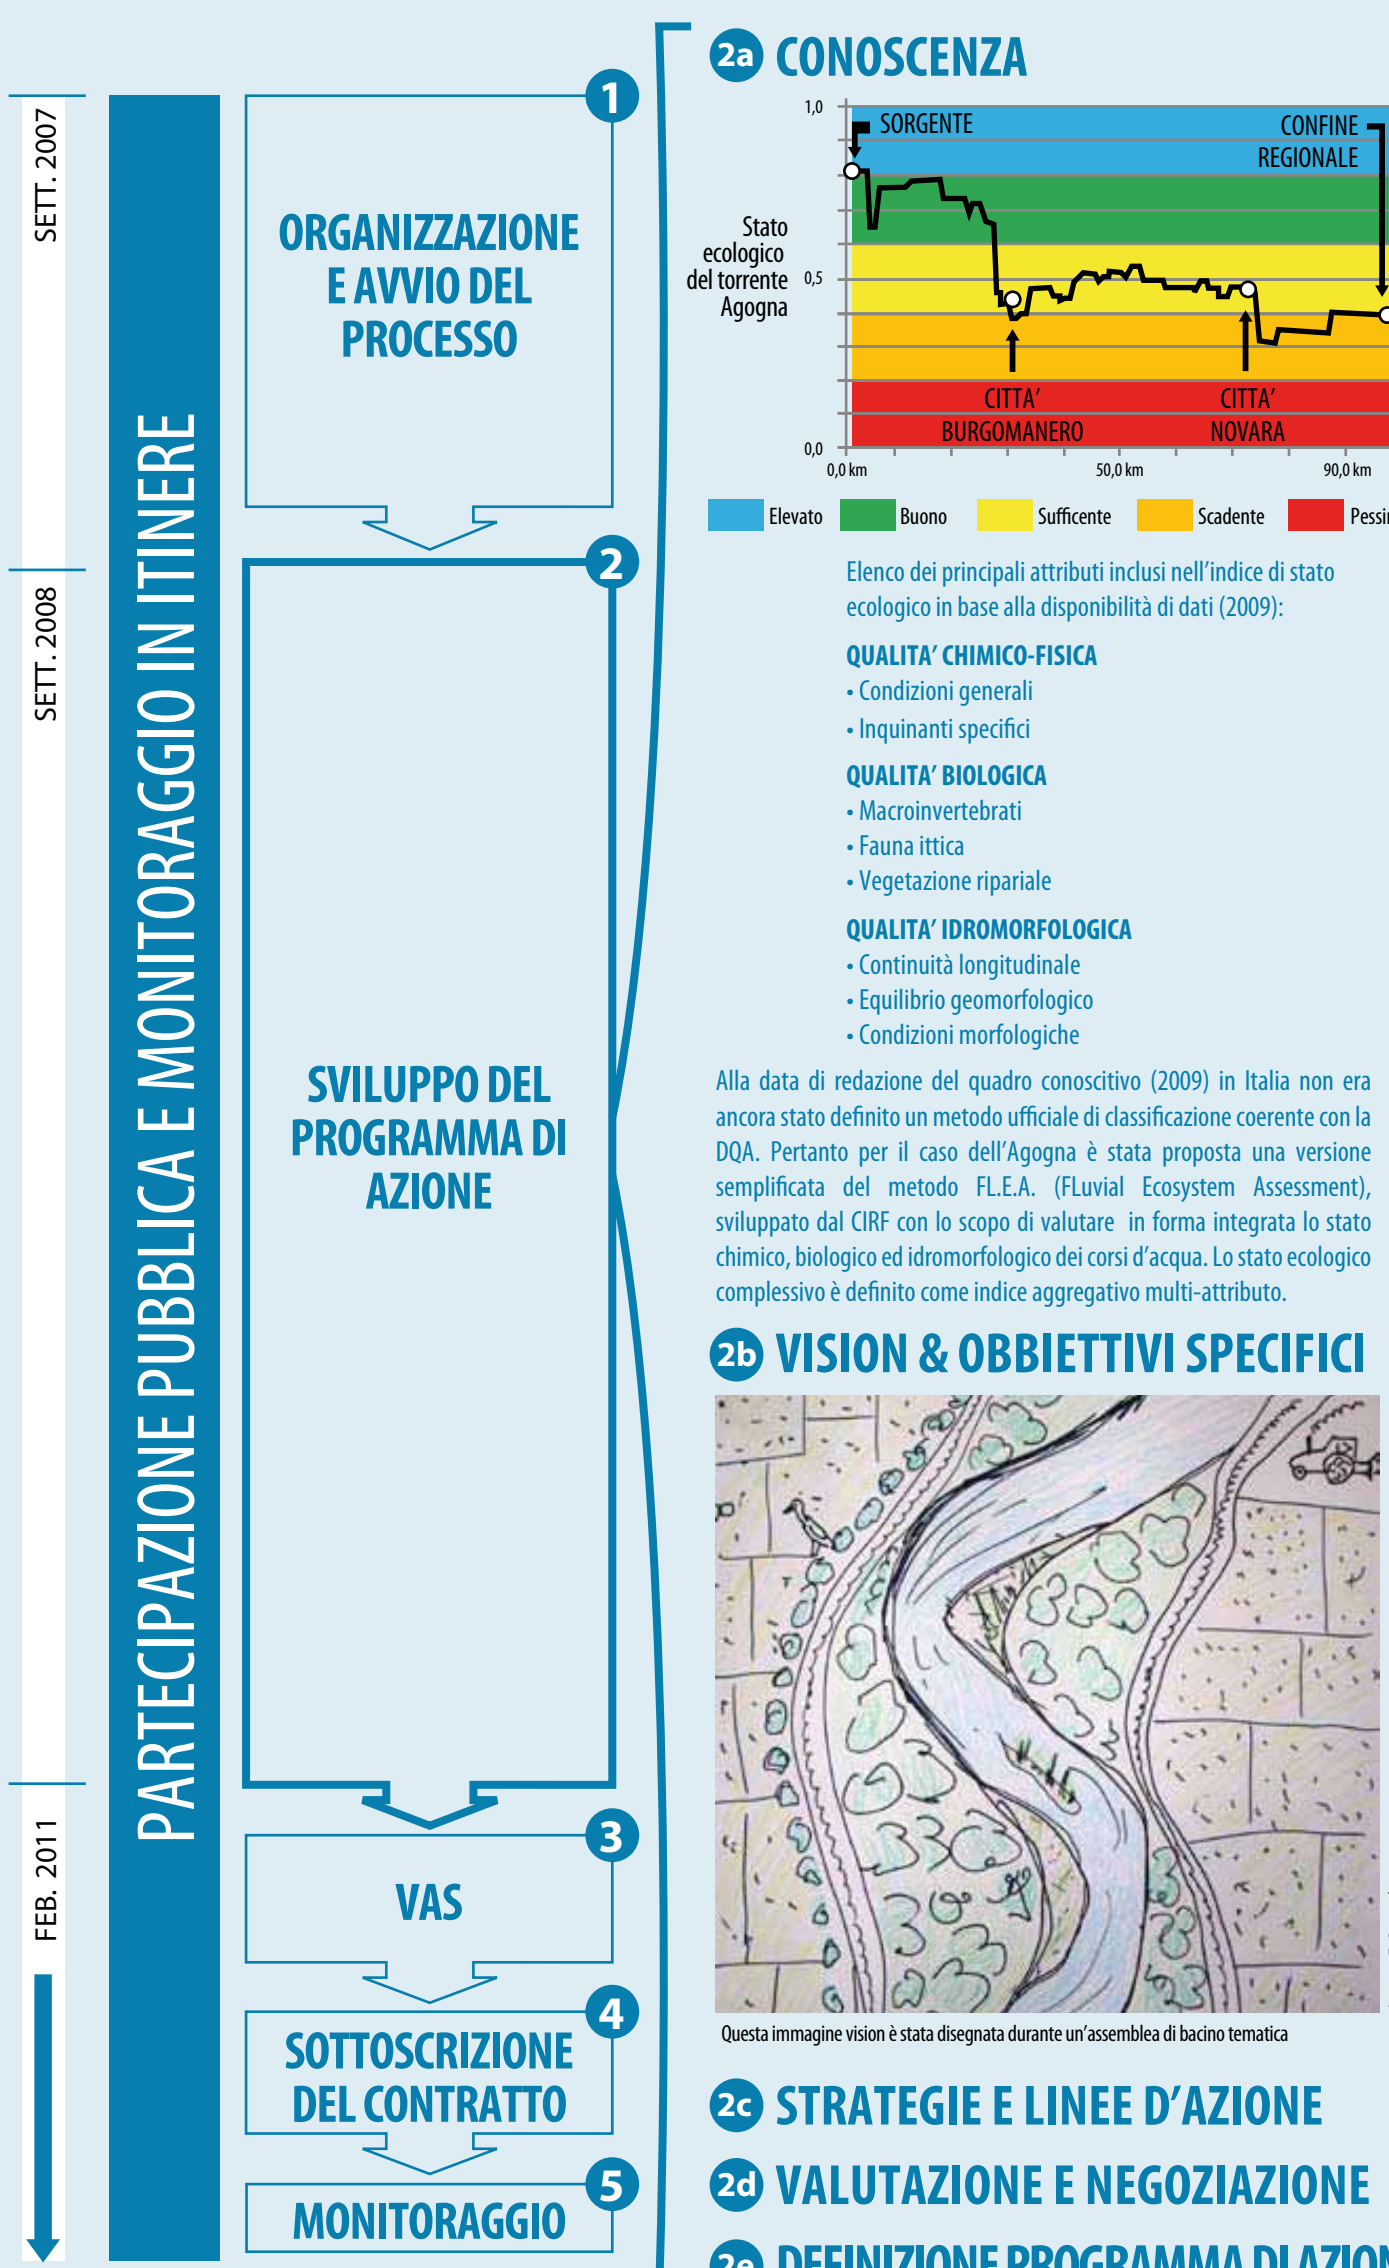 SETT. 2007
SETT. 2008
FEB. 2011
PARTECIPAZIONE PUBBLICA E MONITORAGGIO IN ITINERE
1
ORGANIZZAZIONE
E AVVIO DEL
PROCESSO
2
SVILUPPO DEL
PROGRAMMA DI
AZIONE
3
VAS
4
SOTTOSCRIZIONE
DEL CONTRATTO
5
MONITORAGGIO
2a CONOSCENZA
1,0
SORGENTE
CONFINE
REGIONALE
Stato
ecologico
del torrente
Agogna
0,5
CITTA'
BURGOMANERO
CITTA'
NOVARA
0,0
0,0 km 50,0 km 90,0 km
Elevato Buono Sufficente Scadente
Elenco dei principali attributi inclusi nell'indice di stato
ecologico in base alla disponibilità di dati (2009):
QUALITA' CHIMICO-FISICA
• Condizioni generali
• Inquinanti specifici
QUALITA' BIOLOGICA
• Macroinvertebrati
• Fauna ittica
• Vegetazione ripariale
QUALITA' IDROMORFOLOGICA
• Continuità longitudinale
• Equilibrio geomorfologico
• Condizioni morfologiche
Alla data di redazione del quadro conoscitivo (2009) in Italia non era
ancora stato definito un metodo ufficiale di classificazione coerente con la
DQA. Pertanto per il caso dell'Agogna è stata proposta una versione
semplificata del metodo FL.E.A. (FLuvial Ecosystem Assessment),
sviluppato dal CIRF con lo scopo di valutare in forma integrata lo stato
chimico, biologico ed idromorfologico dei corsi d'acqua. Lo stato ecologico
complessivo è definito come indice aggregativo multi-attributo.
2b VISION & OBBIETTIVI SPECIFICI
Questa immagine vision è stata disegnata durante un'assemblea di bacino tematica
2c STRATEGIE E LINEE D'AZIONE
2d VALUTAZIONE E NEGOZIAZIONE
2e DEFINIZIONE PROGRAMMA DI